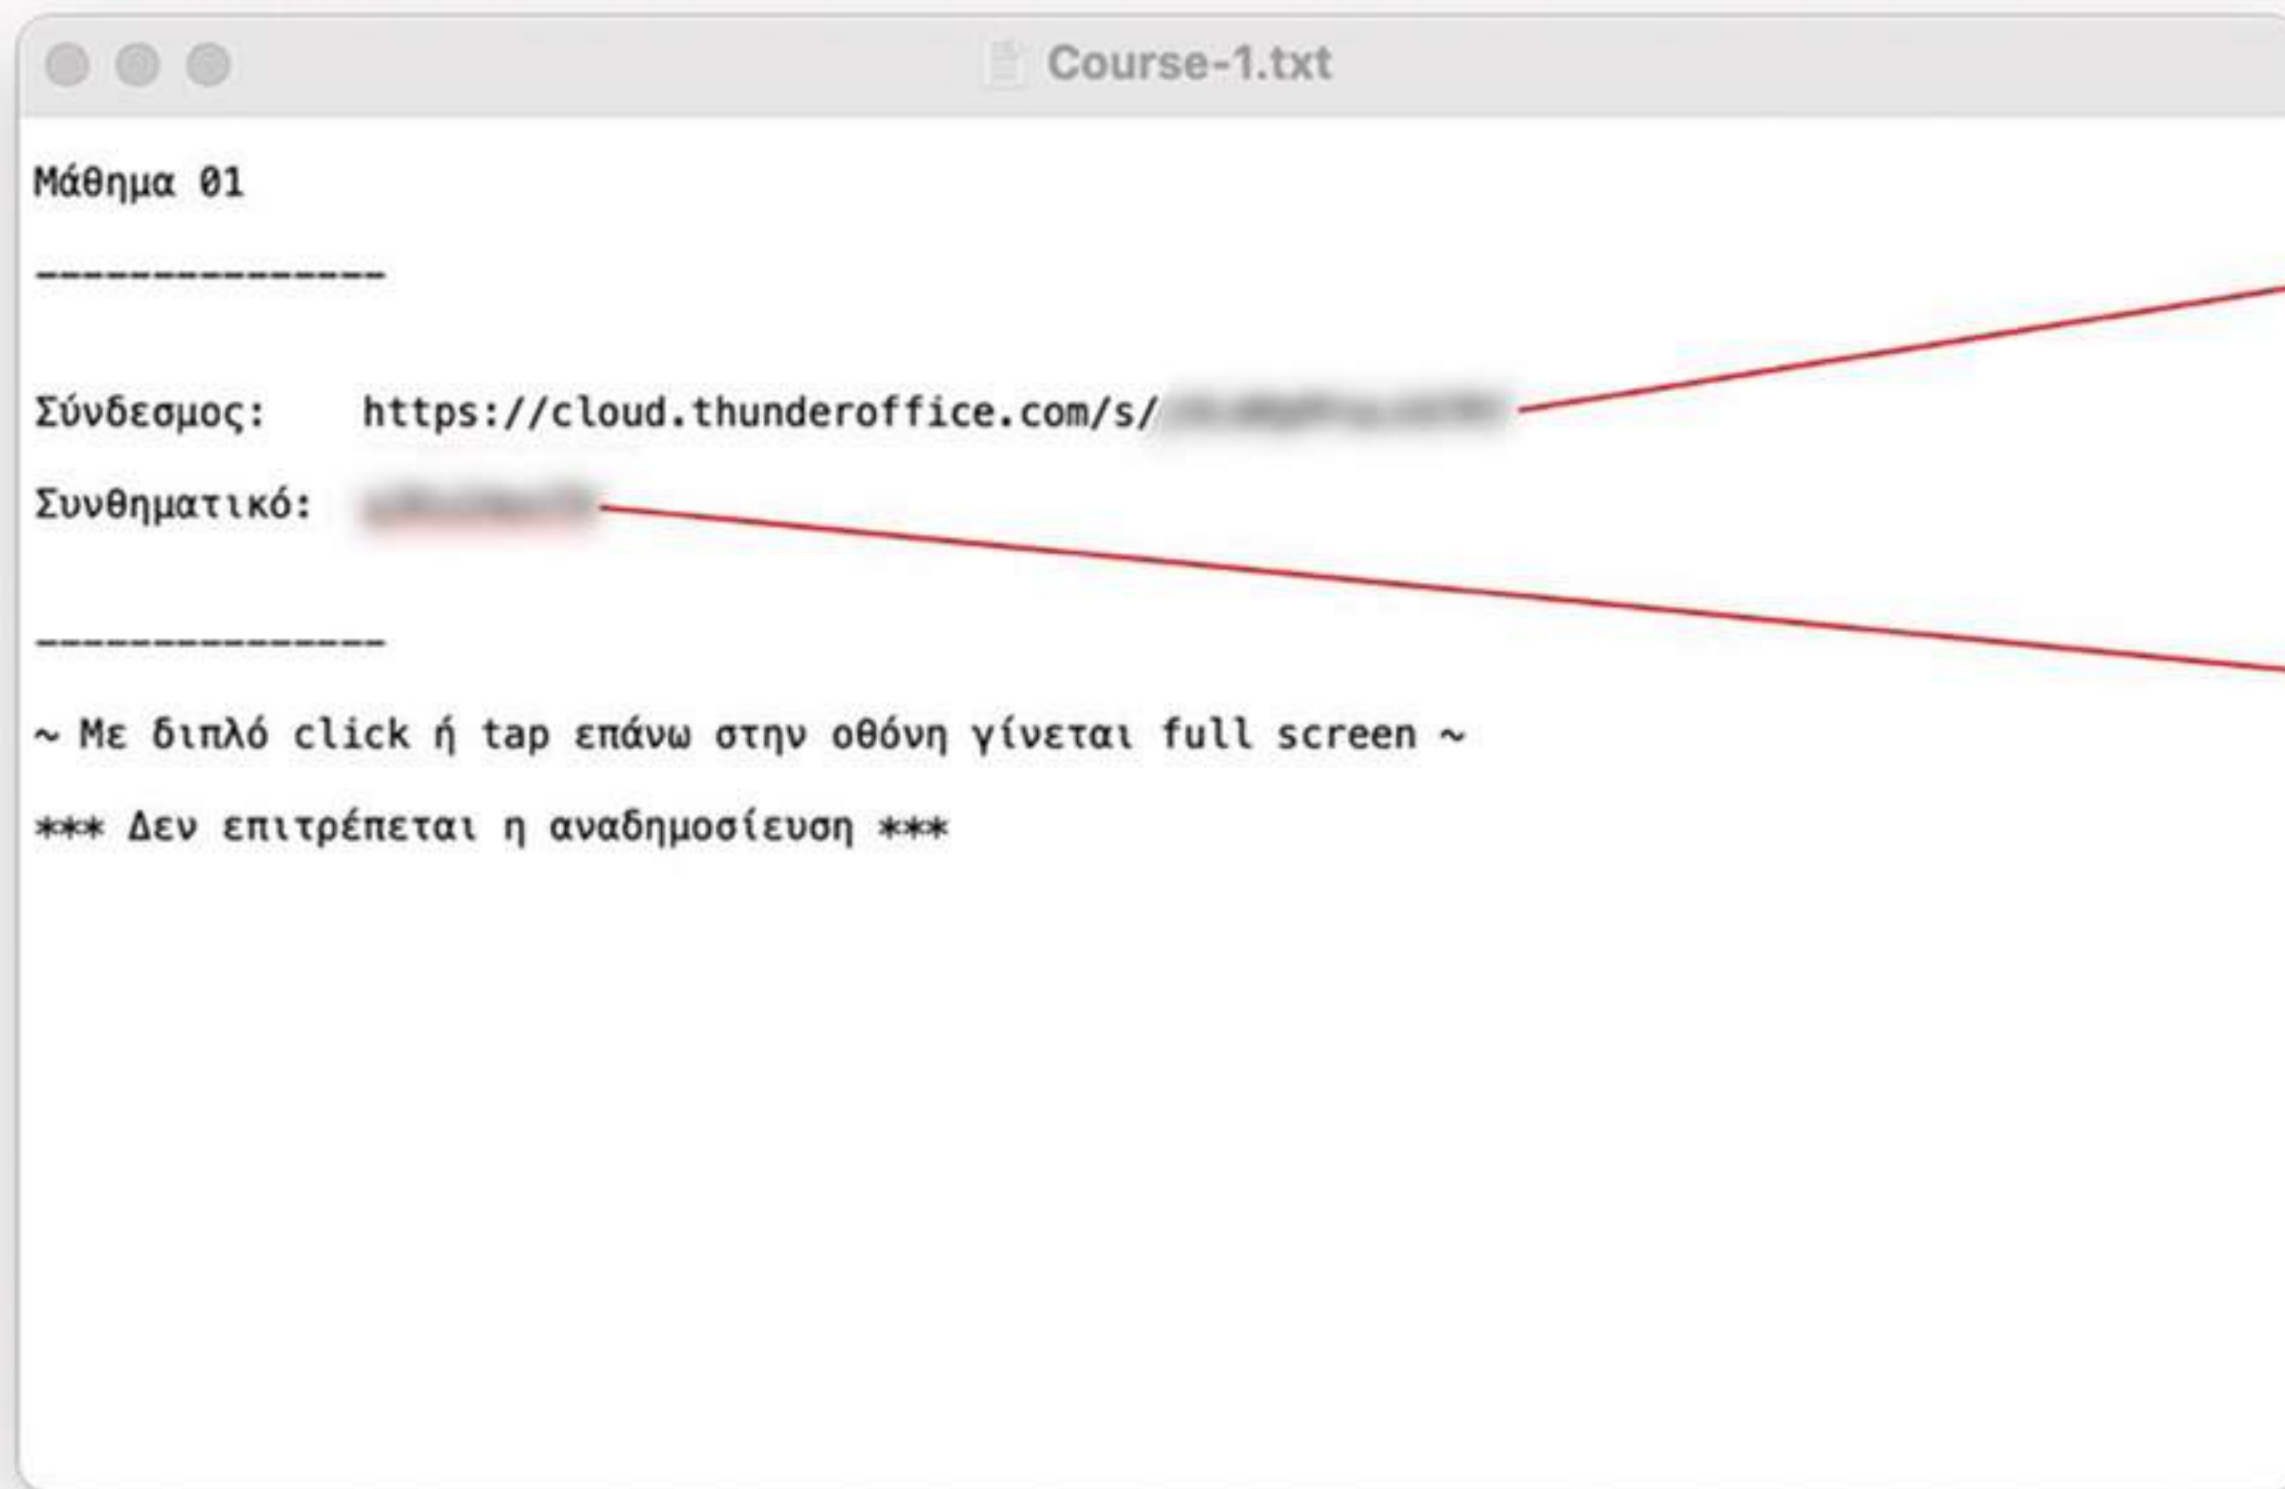 Course-1.txt
Μάθημα 01
---------------
Σύνδεσμος: https://cloud.thunderoffice.com/s/
Συνθηματικό:
---------------
~ Με διπλό click ή tap επάνω στην οθόνη γίνεται full screen ~
*** Δεν επιτρέπεται η αναδημοσίευση ***